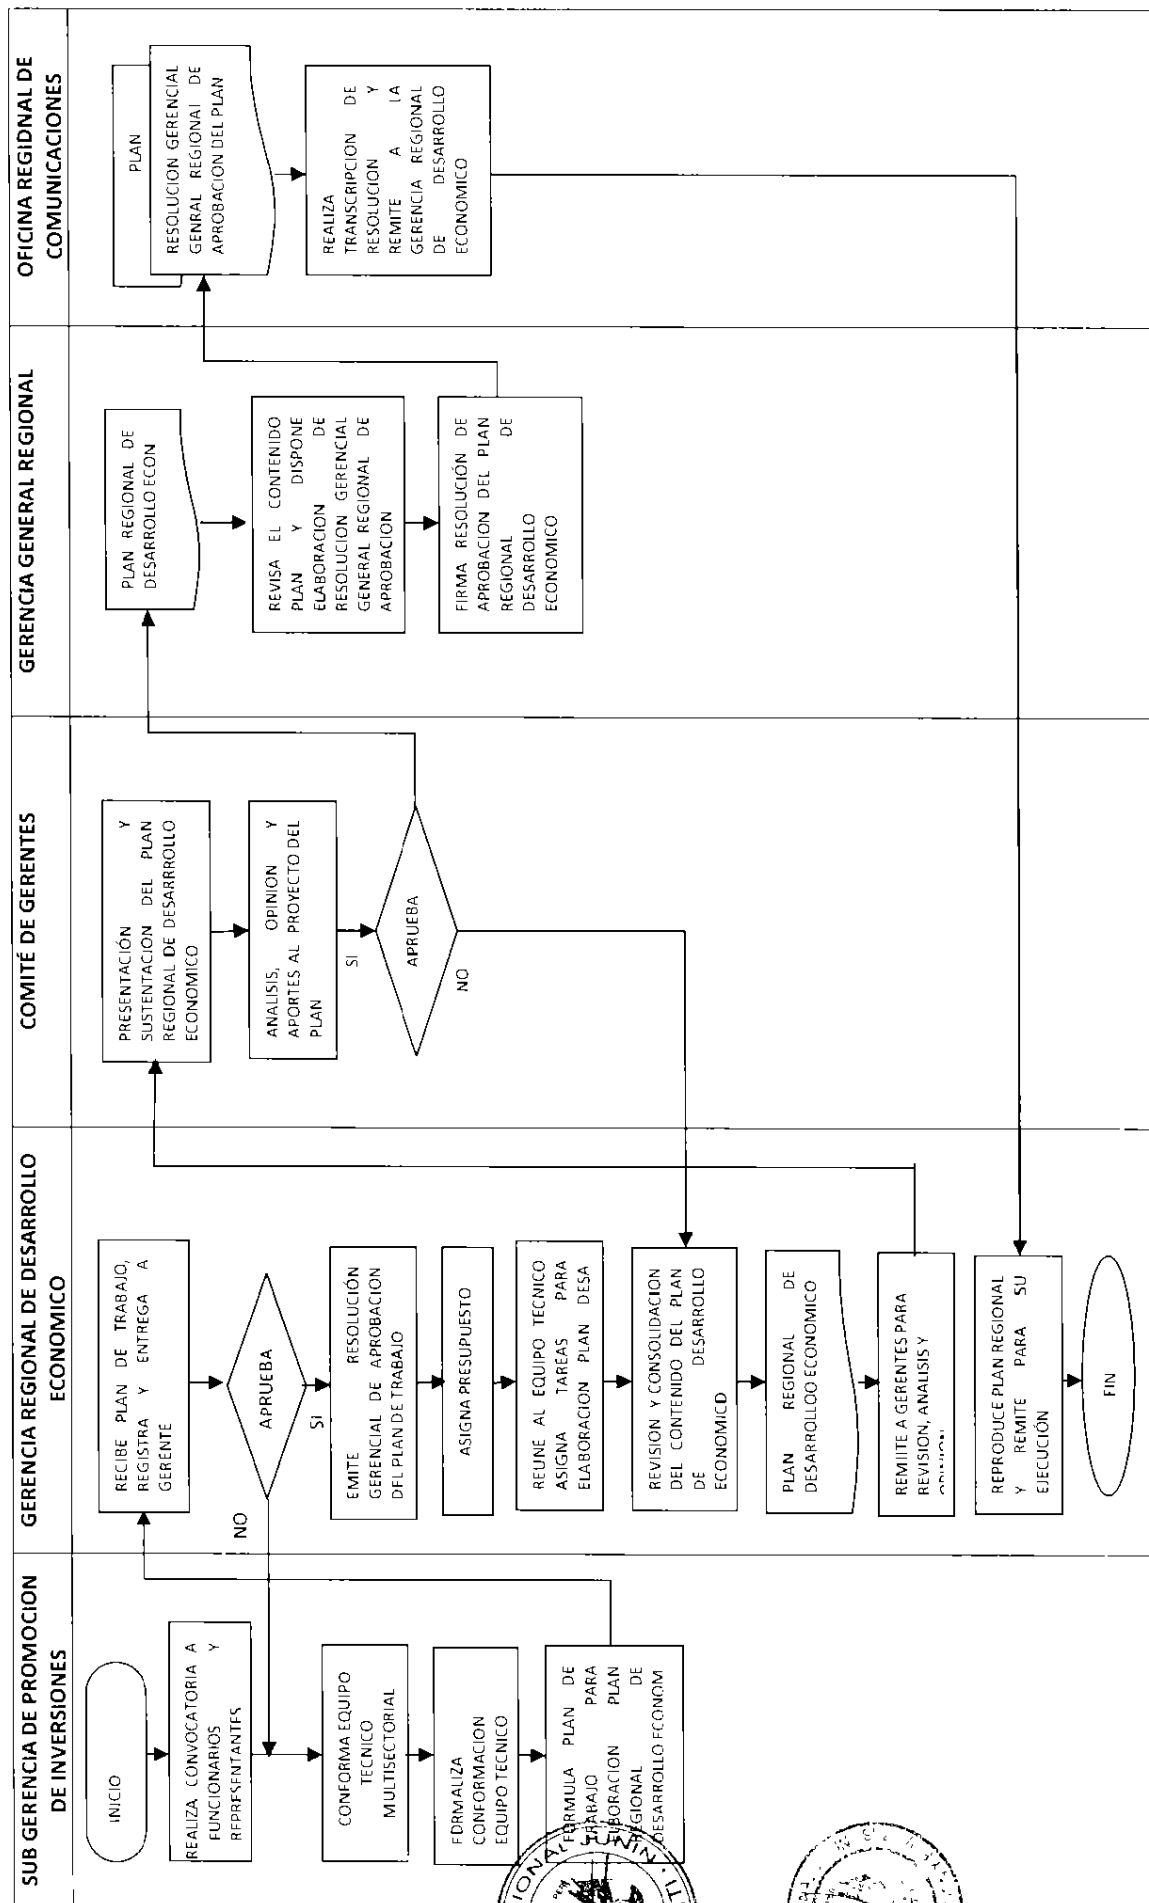 SUB GERENCIA DE PROMOCION
DE INVERSIONES
INICIO
REALIZA CONVOCATORIA A
FUNCIONARIOS Y
REPRESENTANTES
CONFORMA EQUIPO
TECNICO
MULTISECTORIAL
FORMALIZA
CONFORMACION
EQUIPO TECNICO
FORMULA PLAN DE
TRABAJO PARA
PLAN
REGIONAL DE
DESARROLLO ECONOM
GERENCIA REGIONAL DE DESARROLLO
ECONOMICO
RECIBE PLAN DE TRABAJO,
REGISTRA Y ENTREGA A
GERENTE
APRUEBA
NO
SI
EMITE RESOLUCIÓN
GERENCIAL DE APROBACION
DEL PLAN DE TRABAJO
ASIGNA PRESUPUESTO
REUNE AL EQUIPO TECNICO
ASIGNA TAREAS PARA
ELABORACION PLAN DESA
REVISION Y CONSOLIDACION
DEL CONTENIDO DEL PLAN
DE DESARROLLO
ECONOMICO
PLAN REGIONAL DE
DESARROLLO ECONOMICO
REMIITE A GERENTES PARA
REVISION, ANALISIS Y
OPINION
REPRODUCE PLAN REGIONAL
Y REMITE PARA SU
EJECUCIÓN
FIN
COMITÉ DE GERENTES
PRESENTACIÓN Y
SUSTENTACION DEL PLAN
REGIONAL DE DESARRROLLO
ECONOMICO
ANALISIS, OPINION Y
APORTES AL PROYECTO DEL
PLAN
SI
APRUEBA
NO
GERENCIA GENERAL REGIONAL
PLAN REGIONAL DE
DESARROLLO ECON
REVISA EL CONTENIDO
PLAN Y DISPONE
ELABORACION DE
RESOLUCION GERENCIAL
GENERAL REGIONAL DE
APROBACION
FIRMA RESOLUCIÓN DE
APROBACION DEL PLAN
REGIONAL DE
DESARROLLO
ECONOMICO
OFICINA REGIONAL DE
COMUNICACIONES
PLAN
RESOLUCION GERENCIAL
GENRAL REGIONAL DE
APROBACION DEL PLAN
REALIZA
TRANSCRIPCION DE
RESOLUCION Y
REMITE A LA
GERENCIA REGIONAL
DE DESARROLLO
ECONOMICO
JUNIN